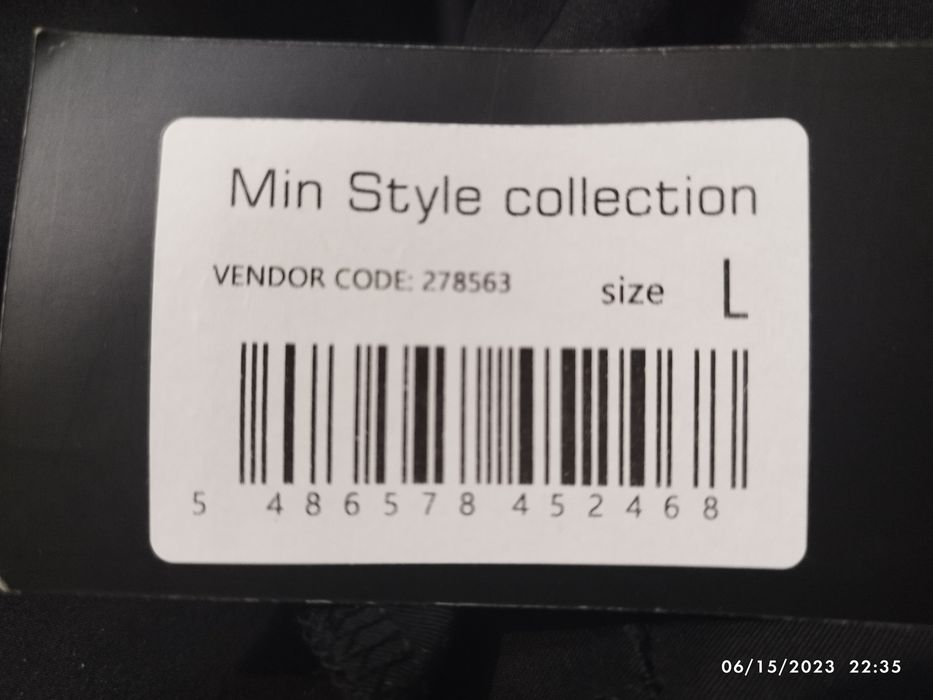 Min Style collection
VENDOR CODE: 278563 size L
5 486578 452468
06/15/2023 22:35